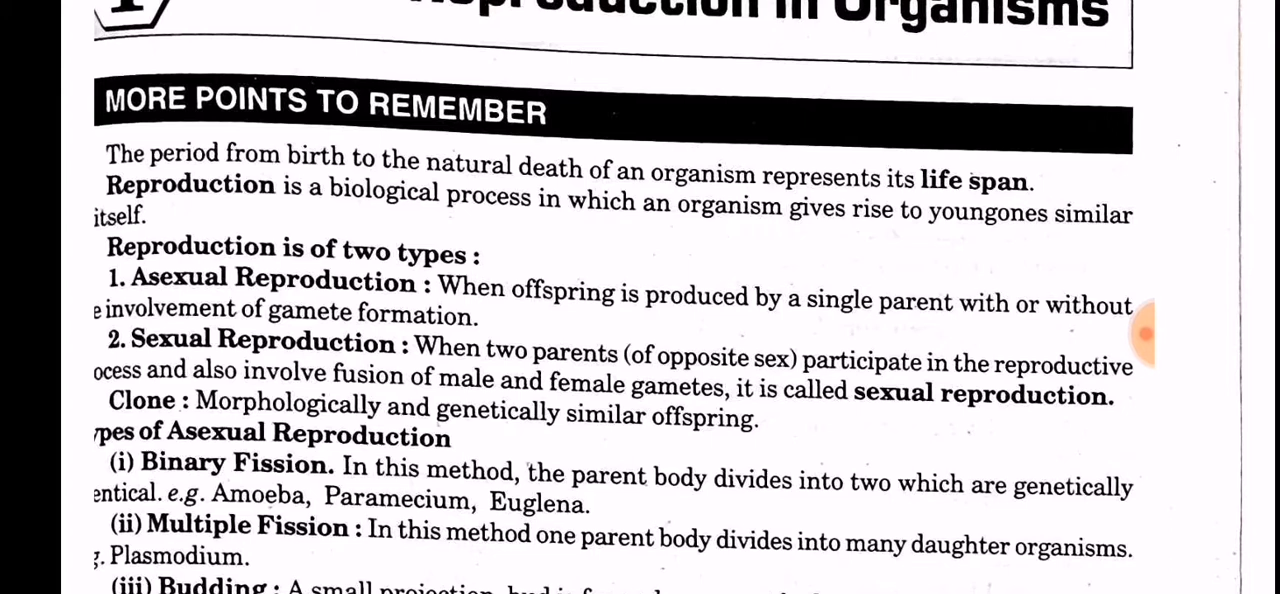 1
Reproduction in Organisms
MORE POINTS TO REMEMBER
The period from birth to the natural death of an organism represents its life span.
Reproduction is a biological process in which an organism gives rise to youngones similar
itself.
Reproduction is of two types :
1. Asexual Reproduction : When offspring is produced by a single parent with or without
e involvement of gamete formation.
2. Sexual Reproduction : When two parents (of opposite sex) participate in the reproductive
ocess and also involve fusion of male and female gametes, it is called sexual reproduction.
Clone : Morphologically and genetically similar offspring.
ypes of Asexual Reproduction
(i) Binary Fission. In this method, the parent body divides into two which are genetically
entical. e.g. Amoeba, Paramecium, Euglena.
(ii) Multiple Fission : In this method one parent body divides into many daughter organisms.
g. Plasmodium.
(iii) Budding : A small projection, bud is